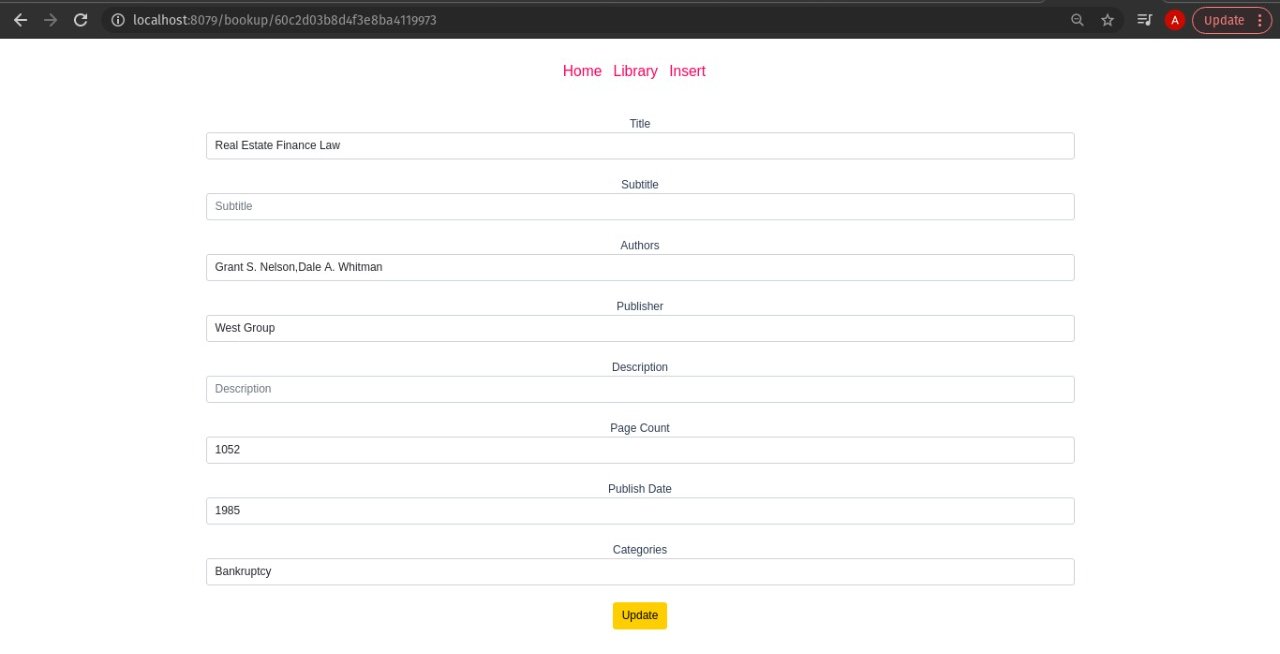 localhost:8079/bookup/60c2d03b8d4f3e8ba4119973
A
Update
Home Library Insert
Title
Real Estate Finance Law
Subtitle
Subtitle
Authors
Grant S. Nelson,Dale A. Whitman
Publisher
West Group
Description
Description
Page Count
1052
Publish Date
1985
Categories
Bankruptcy
Update